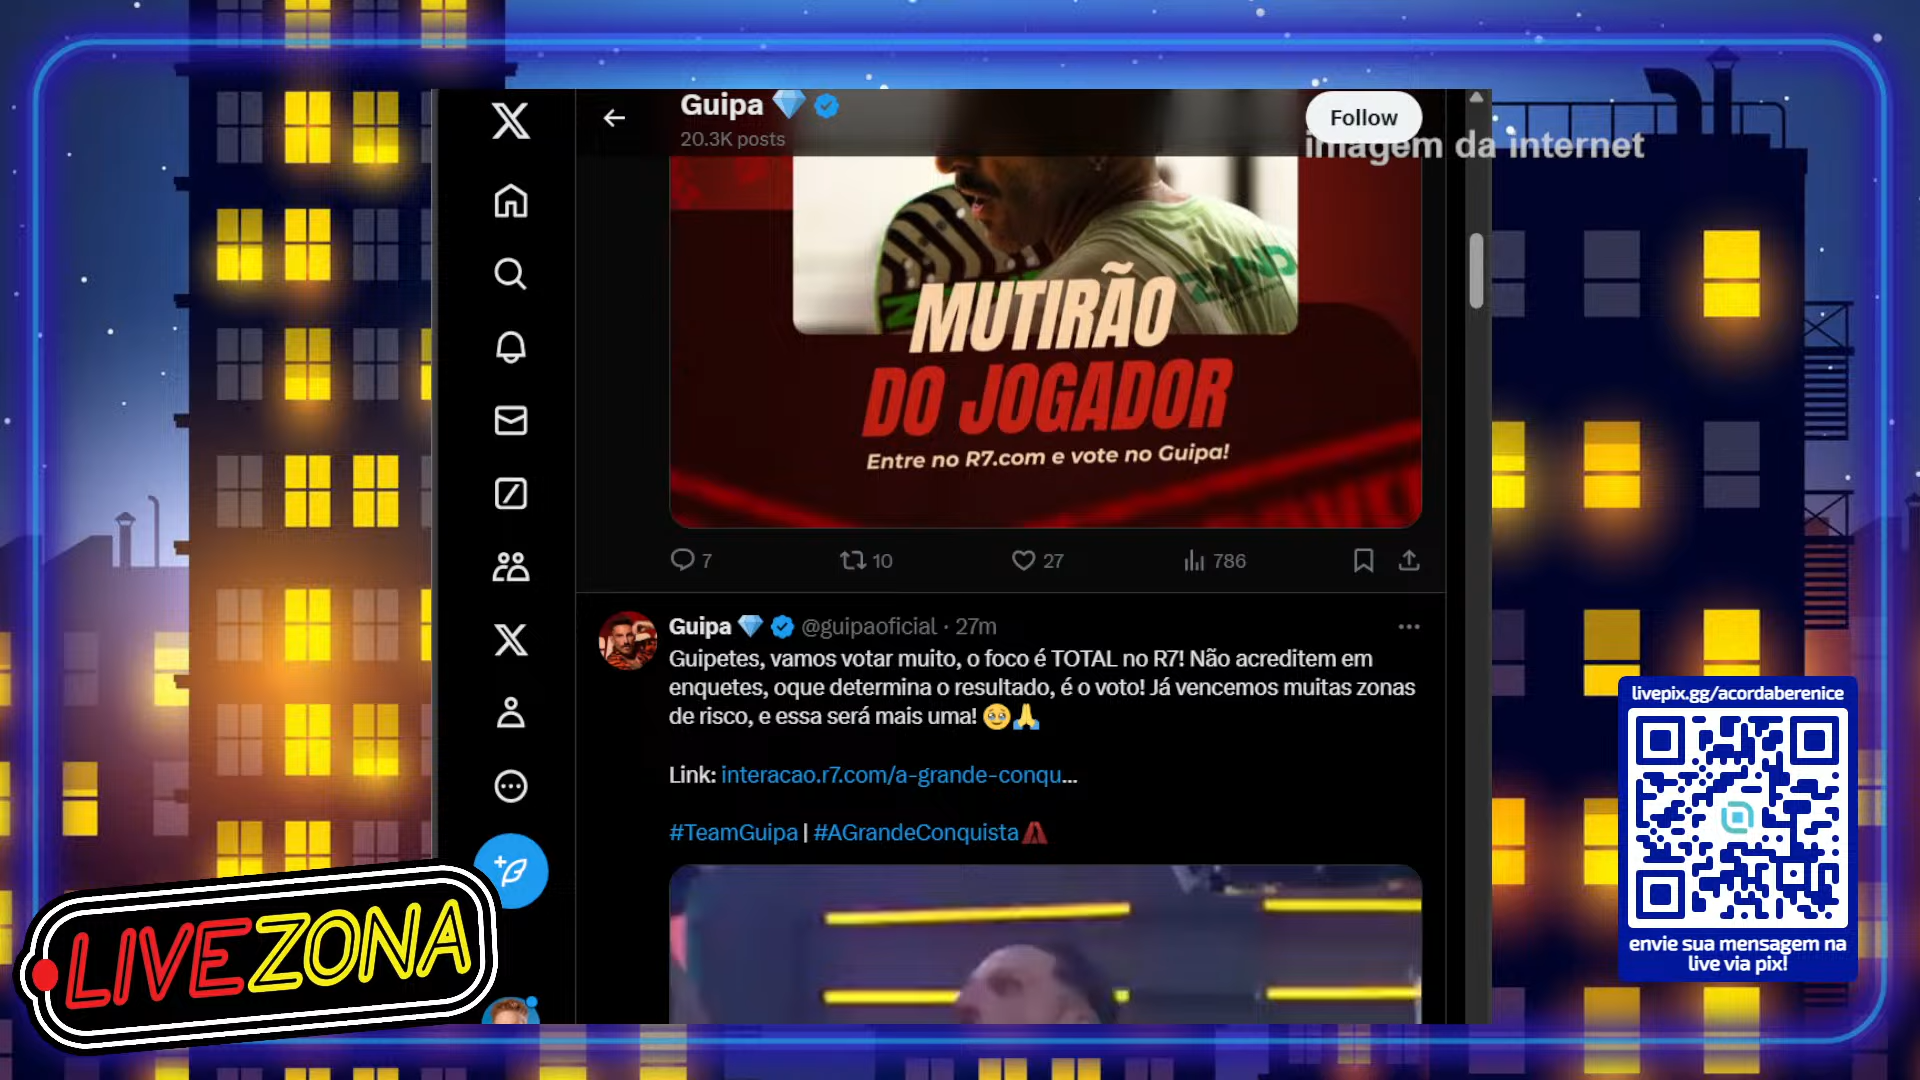 Guipa
20.3K posts
Follow
imagem da internet
MUTIRÃO
DO JOGADOR
Entre no R7.com e vote no Guipa!
7
10
27
786
Guipa @guipaoficial · 27m
Guipetes, vamos votar muito, o foco é TOTAL no R7! Não acreditem em
enquetes, oque determina o resultado, é o voto! Já vencemos muitas zonas
de risco, e essa será mais uma! 🥹🙏
Link: interacao.r7.com/a-grande-conqu...
#TeamGuipa | #AGrandeConquista
LIVEZONA
livepix.gg/acordaberenice
envie sua mensagem na
live via pix!